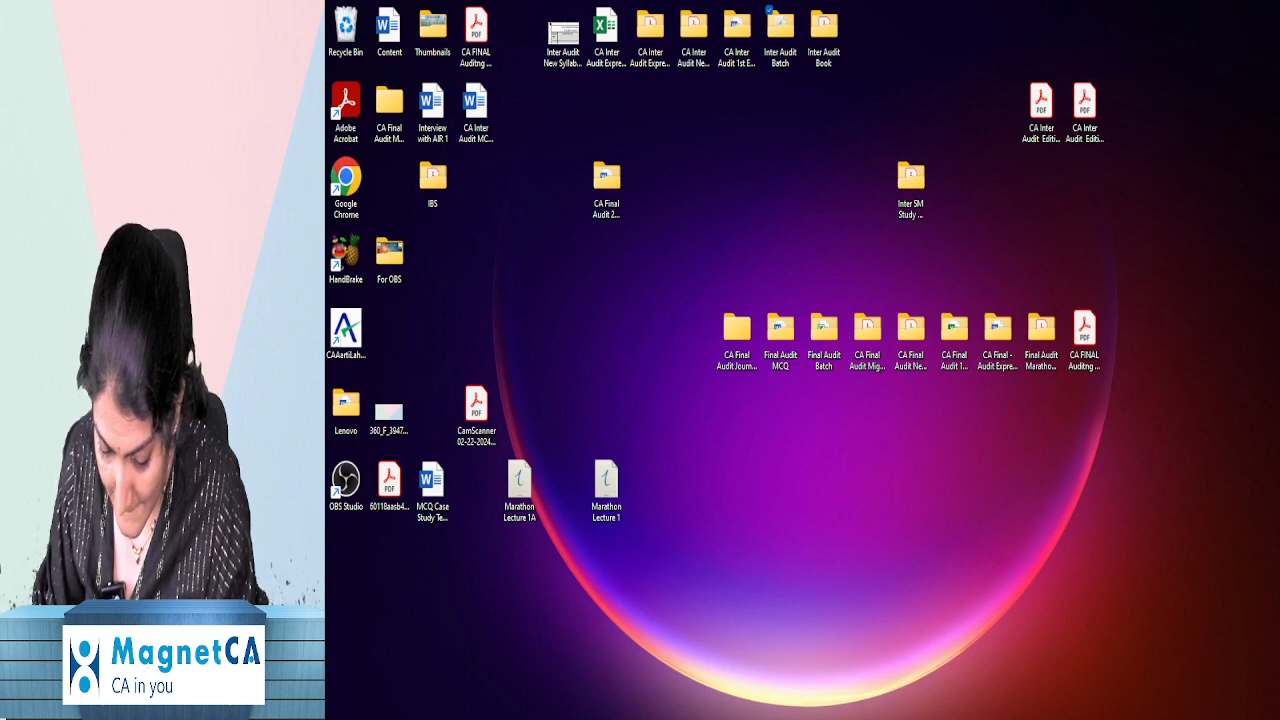 Recycle Bin
Content
Thumbnails
CA FINAL
Auditng ...
Inter Audit
New Syllab...
CA Inter
Audit Expre...
CA Inter
Audit Expre...
CA Inter
Audit Ne...
CA Inter
Audit 1st E...
Inter Audit
Batch
Inter Audit
Book
Adobe
Acrobat
CA Final
Audit M...
Interview
with AIR 1
CA Inter
Audit MC...
CA Inter
Audit Editi...
CA Inter
Audit Editi...
Google
Chrome
IBS
CA Final
Audit 2...
Inter SM
Study ...
HandBrake
For OBS
CAAartiLah...
CA Final
Audit Journ...
Final Audit
MCQ
Final Audit
Batch
CA Final
Audit Mig...
CA Final
Audit Ne...
CA Final
Audit 1...
CA Final -
Audit Expre...
Final Audit
Maratho...
CA FINAL
Auditng ...
Lenovo
360_F_3947...
CamScanner
02-22-2024...
OBS Studio
60118aasb4...
MCQ Case
Study Te...
Marathon
Lecture 1A
Marathon
Lecture 1
MagnetCA
CA in you